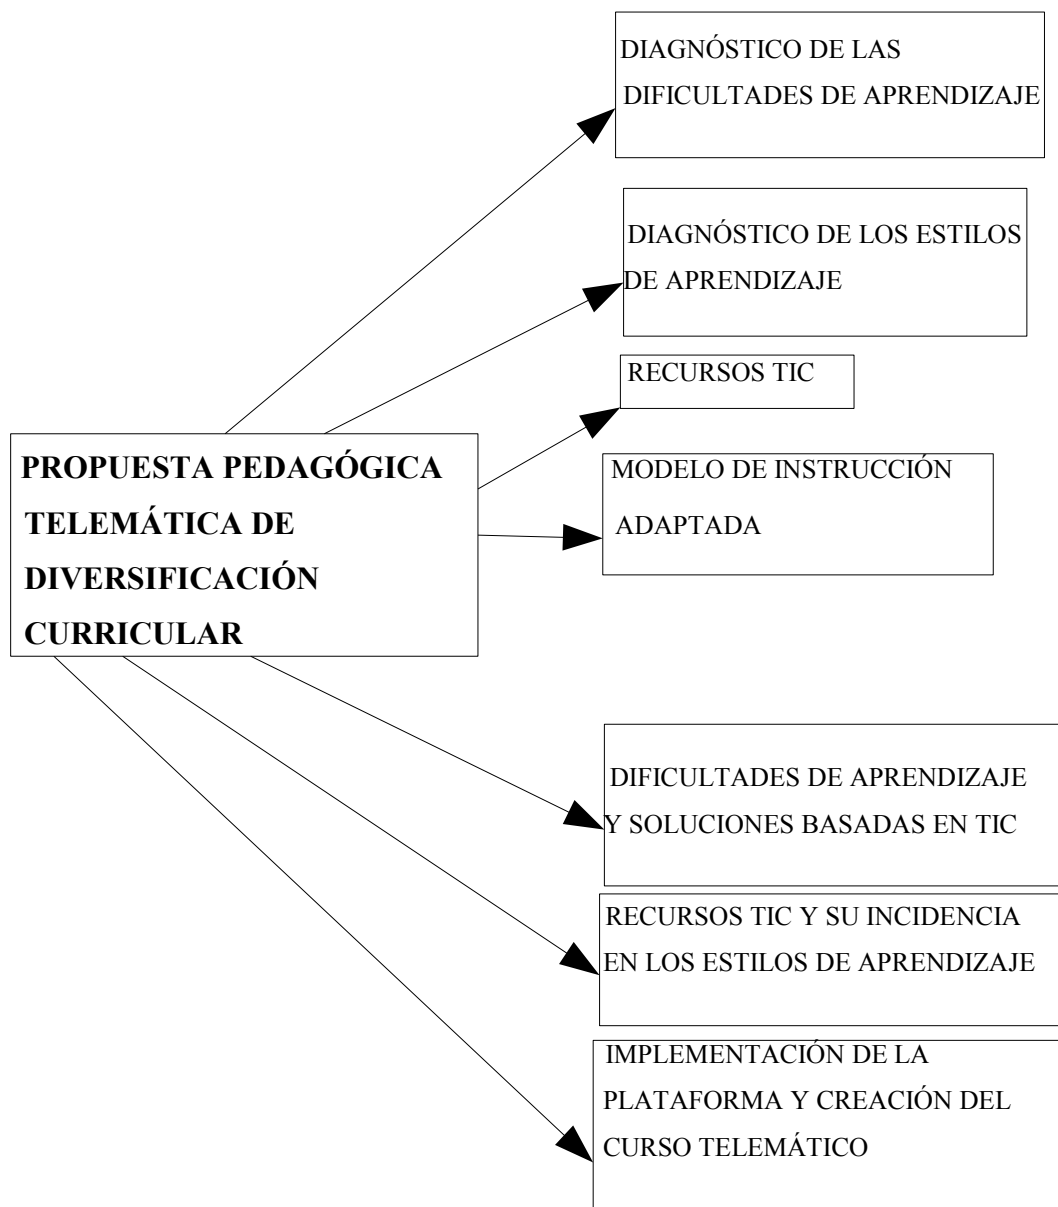 DIAGNÓSTICO DE LAS
DIFICULTADES DE APRENDIZAJE
DIAGNÓSTICO DE LOS ESTILOS
DE APRENDIZAJE
RECURSOS TIC
PROPUESTA PEDAGÓGICA
TELEMÁTICA DE
DIVERSIFICACIÓN
CURRICULAR
MODELO DE INSTRUCCIÓN
ADAPTADA
DIFICULTADES DE APRENDIZAJE
Y SOLUCIONES BASADAS EN TIC
RECURSOS TIC Y SU INCIDENCIA
EN LOS ESTILOS DE APRENDIZAJE
IMPLEMENTACIÓN DE LA
PLATAFORMA Y CREACIÓN DEL
CURSO TELEMÁTICO